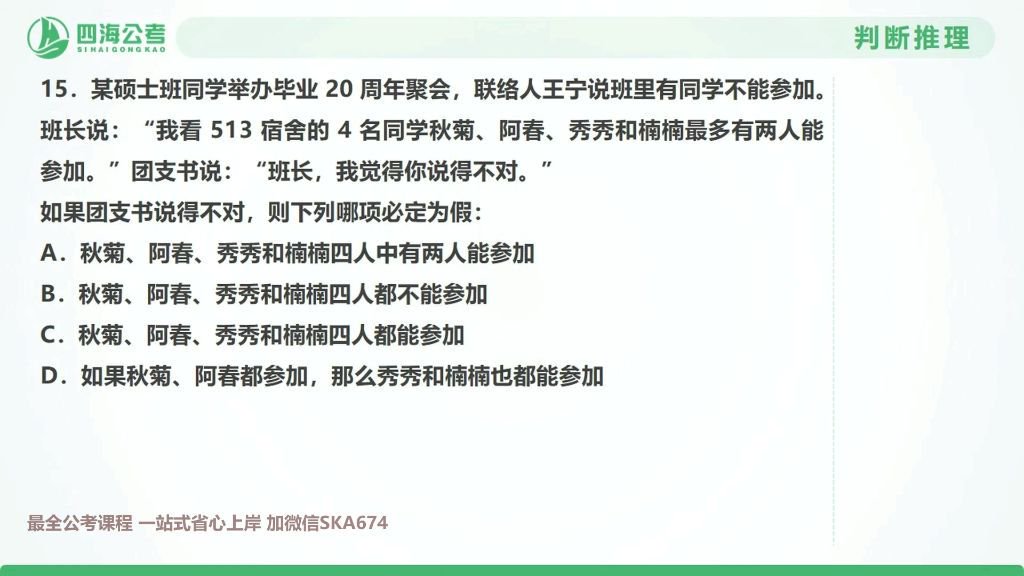 四海公考
SIHAIGONGKAO
判断推理
15．某硕士班同学举办毕业 20 周年聚会，联络人王宁说班里有同学不能参加。
班长说：“我看 513 宿舍的 4 名同学秋菊、阿春、秀秀和楠楠最多有两人能
参加。”团支书说：“班长，我觉得你说得不对。”
如果团支书说得不对，则下列哪项必定为假：
A．秋菊、阿春、秀秀和楠楠四人中有两人能参加
B．秋菊、阿春、秀秀和楠楠四人都不能参加
C．秋菊、阿春、秀秀和楠楠四人都能参加
D．如果秋菊、阿春都参加，那么秀秀和楠楠也都能参加
最全公考课程 一站式省心上岸 加微信SKA674